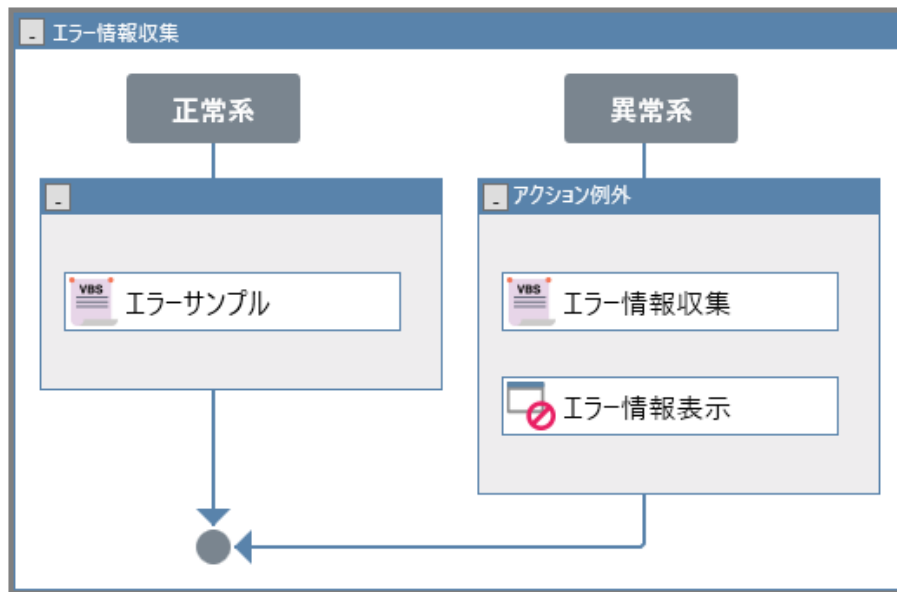 エラー情報収集
正常系
異常系
アクション例外
VBS エラーサンプル
VBS エラー情報収集
エラー情報表示